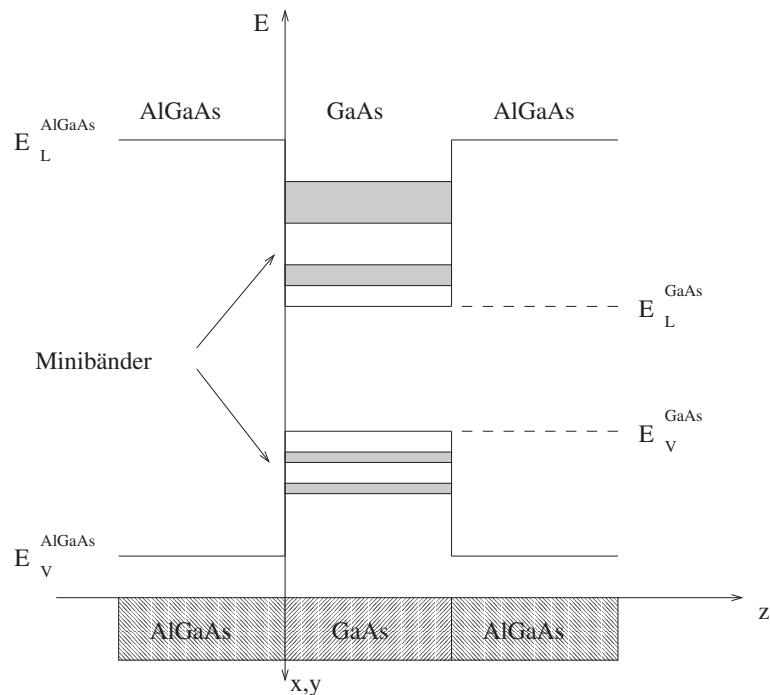 E
AlGaAs GaAs AlGaAs
E L AlGaAs
E L GaAs
Minibänder
E V GaAs
E V AlGaAs
z
AlGaAs GaAs AlGaAs
x,y